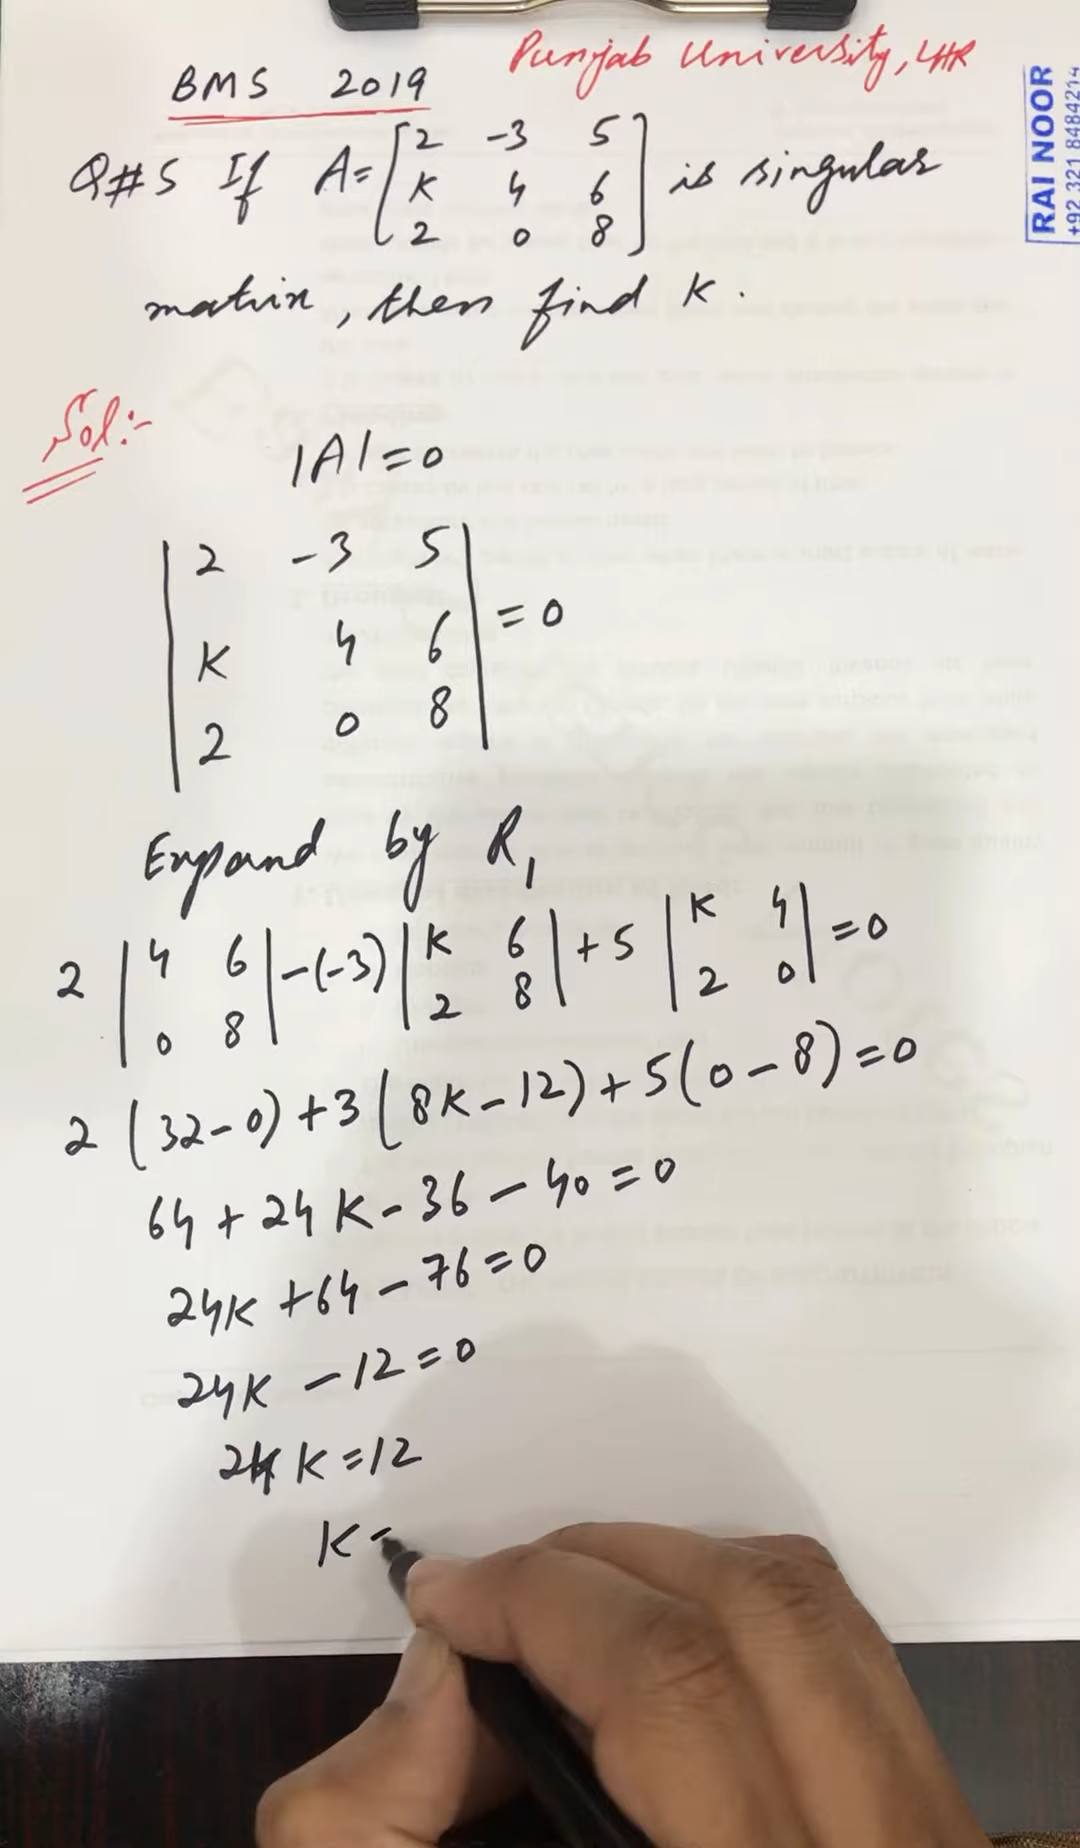 Punjab University, LHR
BMS 2019
RAI NOOR
+92 321 8484214
Q#5 If A= [2 -3 5 is singular
K 4 6
2 0 8]
matrix, then find K.
Sol:-
|A|=0
|2 -3 5
K 4 6 | =0
2 0 8
Expand by R₁
2 |4 6 |-(-3)|K 6 |+5 |K 4|=0
0 8 2 8 2 0
2 (32-0)+3(8K-12)+5(0-8)=0
64+24K-36-40=0
24K+64-76=0
24K-12=0
24K=12
K=